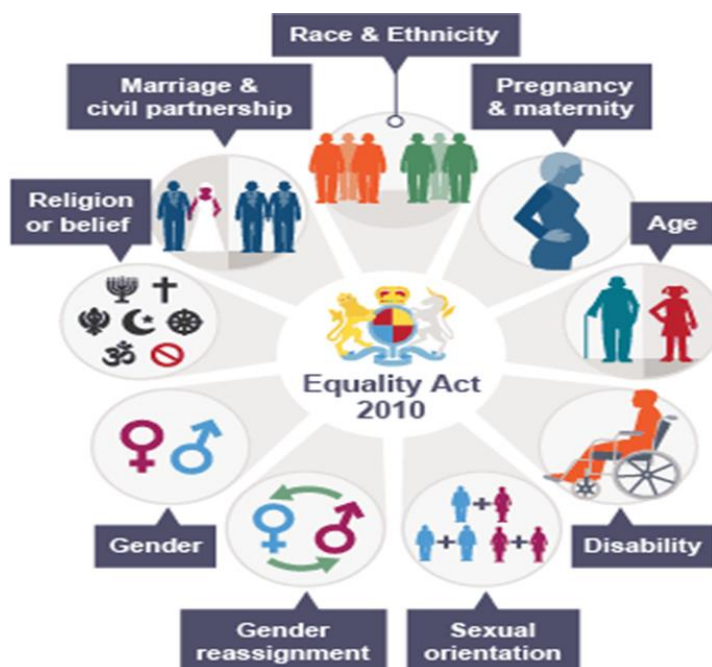 Race & Ethnicity
Marriage &
civil partnership
Pregnancy
& maternity
Religion
or belief
Age
Equality Act
2010
Gender
Disability
Gender
reassignment
Sexual
orientation